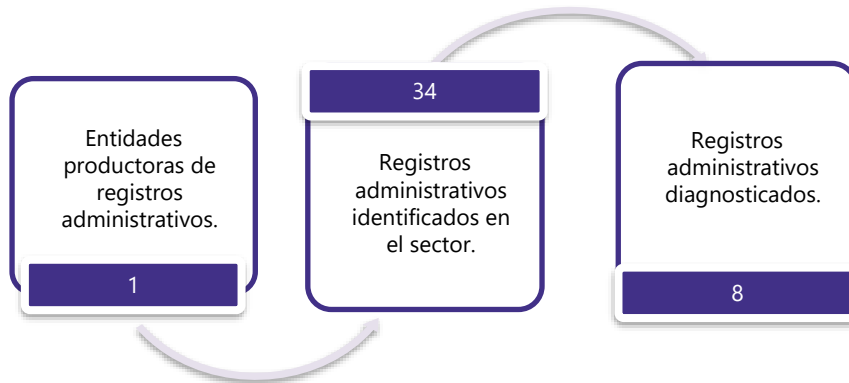 Entidades
productoras de
registros
administrativos.
1
34
Registros
administrativos
identificados en
el sector.
Registros
administrativos
diagnosticados.
8